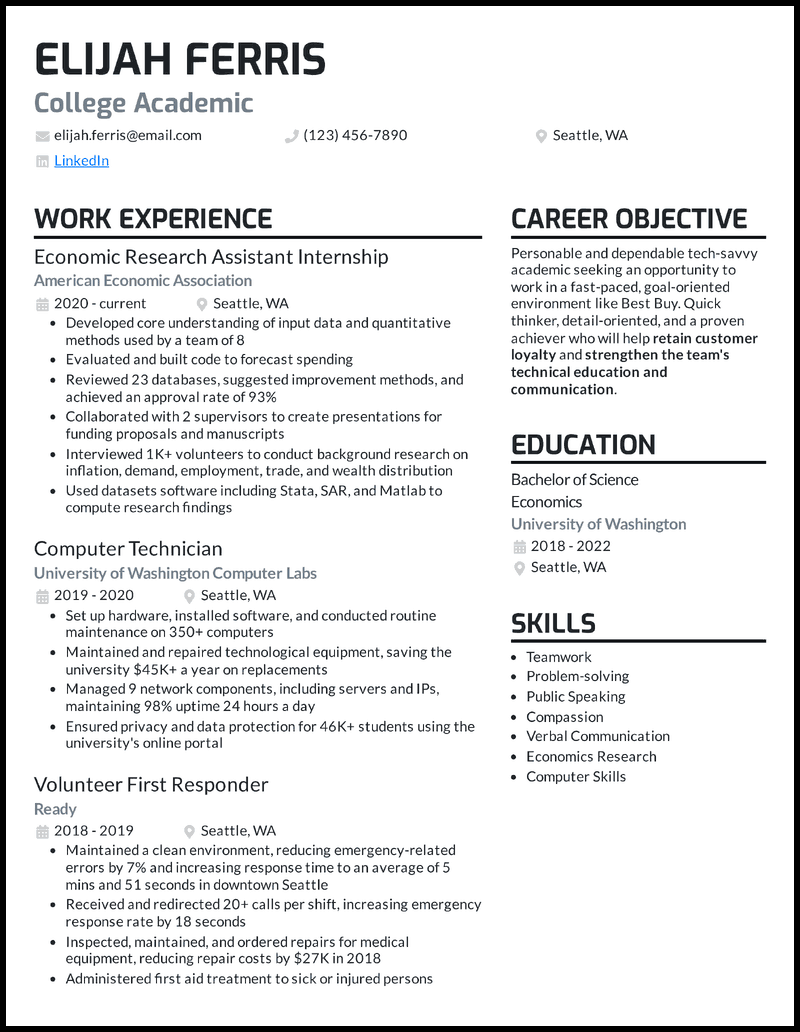 ELIJAH FERRIS
College Academic
elijah.ferris@email.com
(123) 456-7890
Seattle, WA
LinkedIn
WORK EXPERIENCE
Economic Research Assistant Internship
American Economic Association
2020 - current
Seattle, WA
• Developed core understanding of input data and quantitative
methods used by a team of 8
• Evaluated and built code to forecast spending
• Reviewed 23 databases, suggested improvement methods, and
achieved an approval rate of 93%
• Collaborated with 2 supervisors to create presentations for
funding proposals and manuscripts
• Interviewed 1K+ volunteers to conduct background research on
inflation, demand, employment, trade, and wealth distribution
• Used datasets software including Stata, SAR, and Matlab to
compute research findings
Computer Technician
University of Washington Computer Labs
2019 - 2020
Seattle, WA
• Set up hardware, installed software, and conducted routine
maintenance on 350+ computers
• Maintained and repaired technological equipment, saving the
university $45K+ a year on replacements
• Managed 9 network components, including servers and IPs,
maintaining 98% uptime 24 hours a day
• Ensured privacy and data protection for 46K+ students using the
university's online portal
Volunteer First Responder
Ready
2018 - 2019
Seattle, WA
• Maintained a clean environment, reducing emergency-related
errors by 7% and increasing response time to an average of 5
mins and 51 seconds in downtown Seattle
• Received and redirected 20+ calls per shift, increasing emergency
response rate by 18 seconds
• Inspected, maintained, and ordered repairs for medical
equipment, reducing repair costs by $27K in 2018
• Administered first aid treatment to sick or injured persons
CAREER OBJECTIVE
Personable and dependable tech-savvy
academic seeking an opportunity to
work in a fast-paced, goal-oriented
environment like Best Buy. Quick
thinker, detail-oriented, and a proven
achiever who will help retain customer
loyalty and strengthen the team's
technical education and
communication.
EDUCATION
Bachelor of Science
Economics
University of Washington
2018 - 2022
Seattle, WA
SKILLS
• Teamwork
• Problem-solving
• Public Speaking
• Compassion
• Verbal Communication
• Economics Research
• Computer Skills